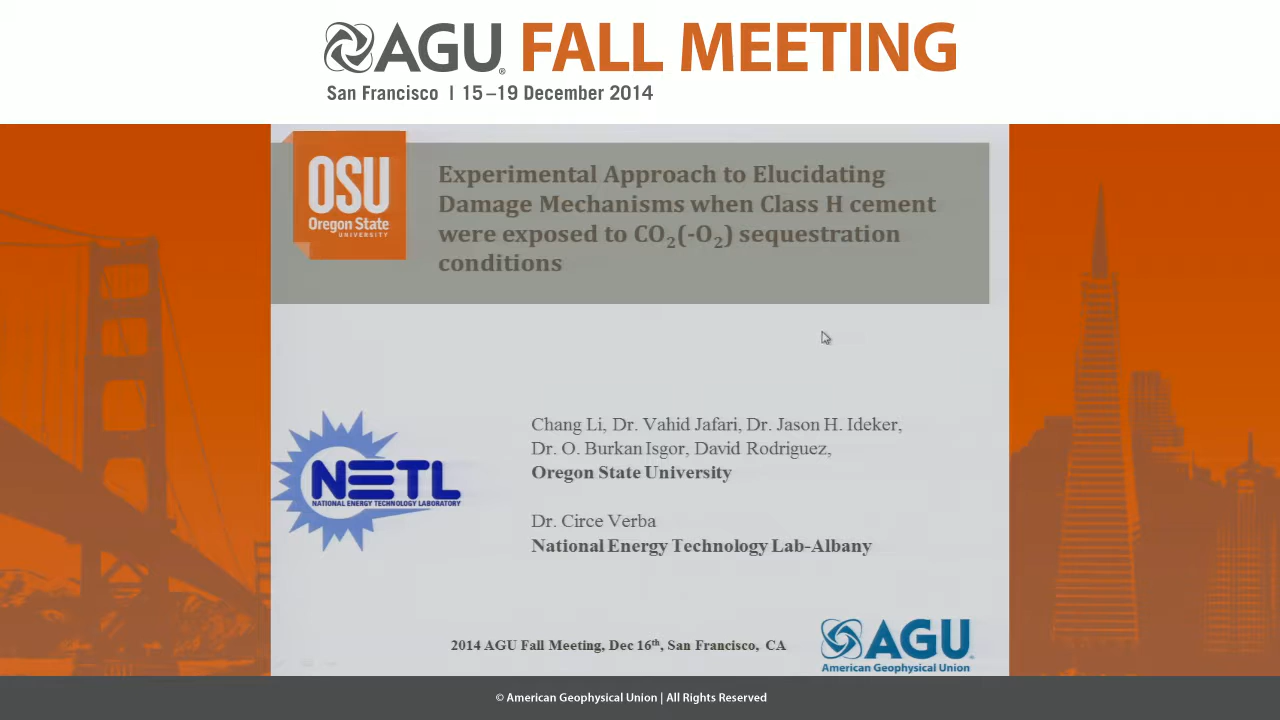 AGU® FALL MEETING
San Francisco | 15–19 December 2014
OSU
Oregon State
UNIVERSITY
Experimental Approach to Elucidating
Damage Mechanisms when Class H cement
were exposed to CO₂(-O₂) sequestration
conditions
Chang Li, Dr. Vahid Jafari, Dr. Jason H. Ideker,
Dr. O. Burkan Isgor, David Rodriguez,
Oregon State University
NETL
NATIONAL ENERGY TECHNOLOGY LABORATORY
Dr. Circe Verba
National Energy Technology Lab-Albany
2014 AGU Fall Meeting, Dec 16th, San Francisco, CA
AGU
American Geophysical Union
© American Geophysical Union | All Rights Reserved